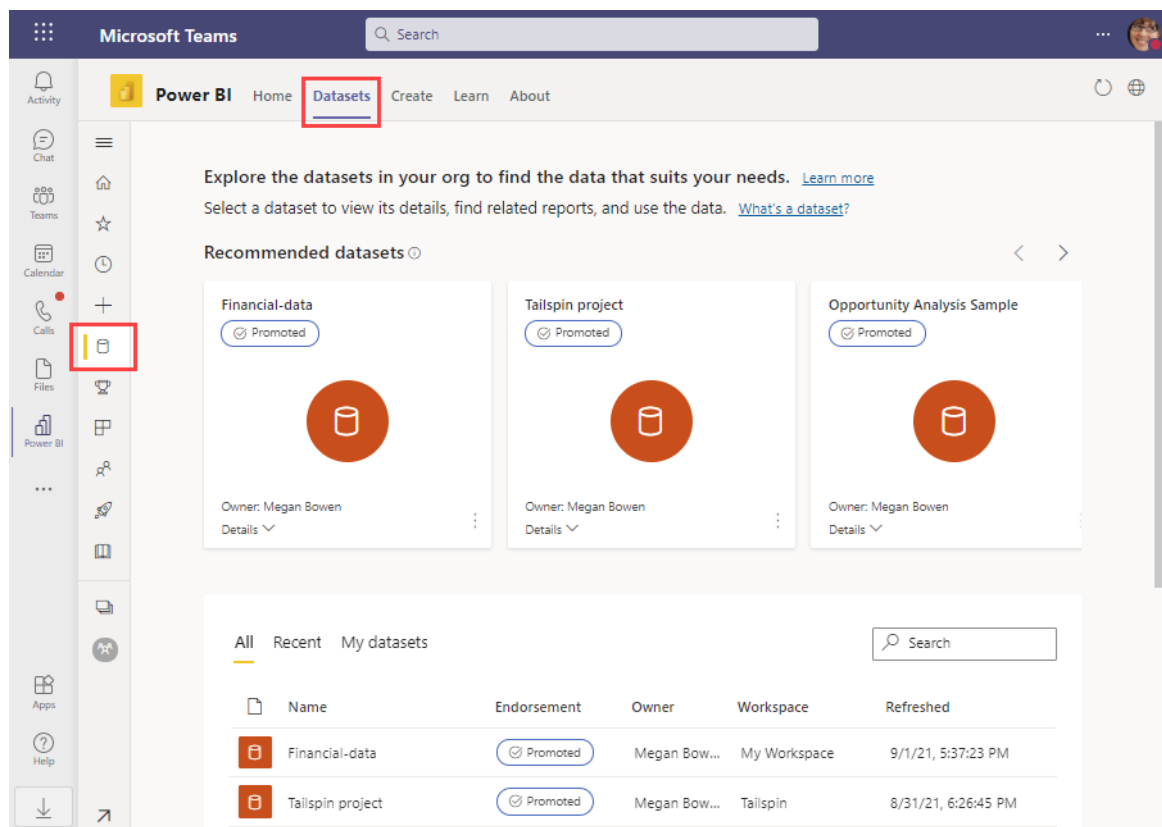 Microsoft Teams
Search
Activity
Chat
Teams
Calendar
Calls
Files
Power BI
Apps
Help
Power BI Home Datasets Create Learn About
Explore the datasets in your org to find the data that suits your needs. Learn more
Select a dataset to view its details, find related reports, and use the data. What's a dataset?
Recommended datasets
Financial-data
Promoted
Owner: Megan Bowen
Details
Tailspin project
Promoted
Owner: Megan Bowen
Details
Opportunity Analysis Sample
Promoted
Owner: Megan Bowen
Details
All Recent My datasets
Search
Name Endorsement Owner Workspace Refreshed
Financial-data Promoted Megan Bow... My Workspace 9/1/21, 5:37:23 PM
Tailspin project Promoted Megan Bow... Tailspin 8/31/21, 6:26:45 PM